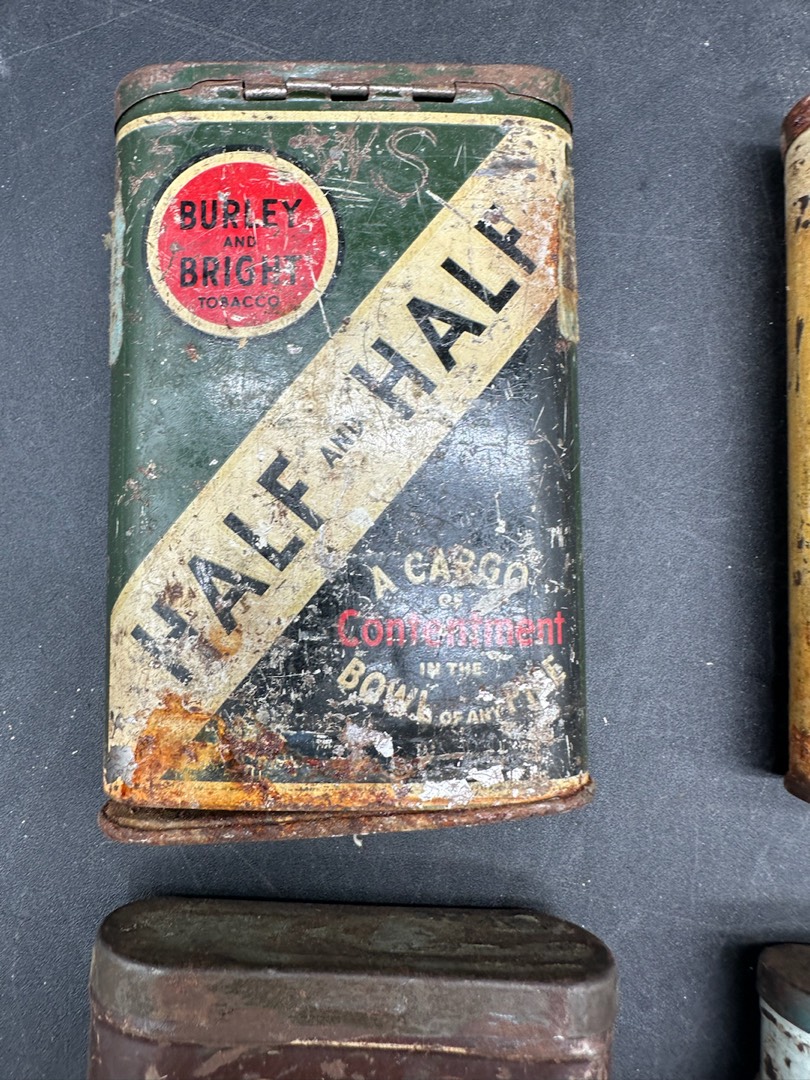 BURLEY
AND
BRIGHT
TOBACCO
HALF AND HALF
A CARGO
OF
Contentment
IN THE
BOWL OF ANY PIPE